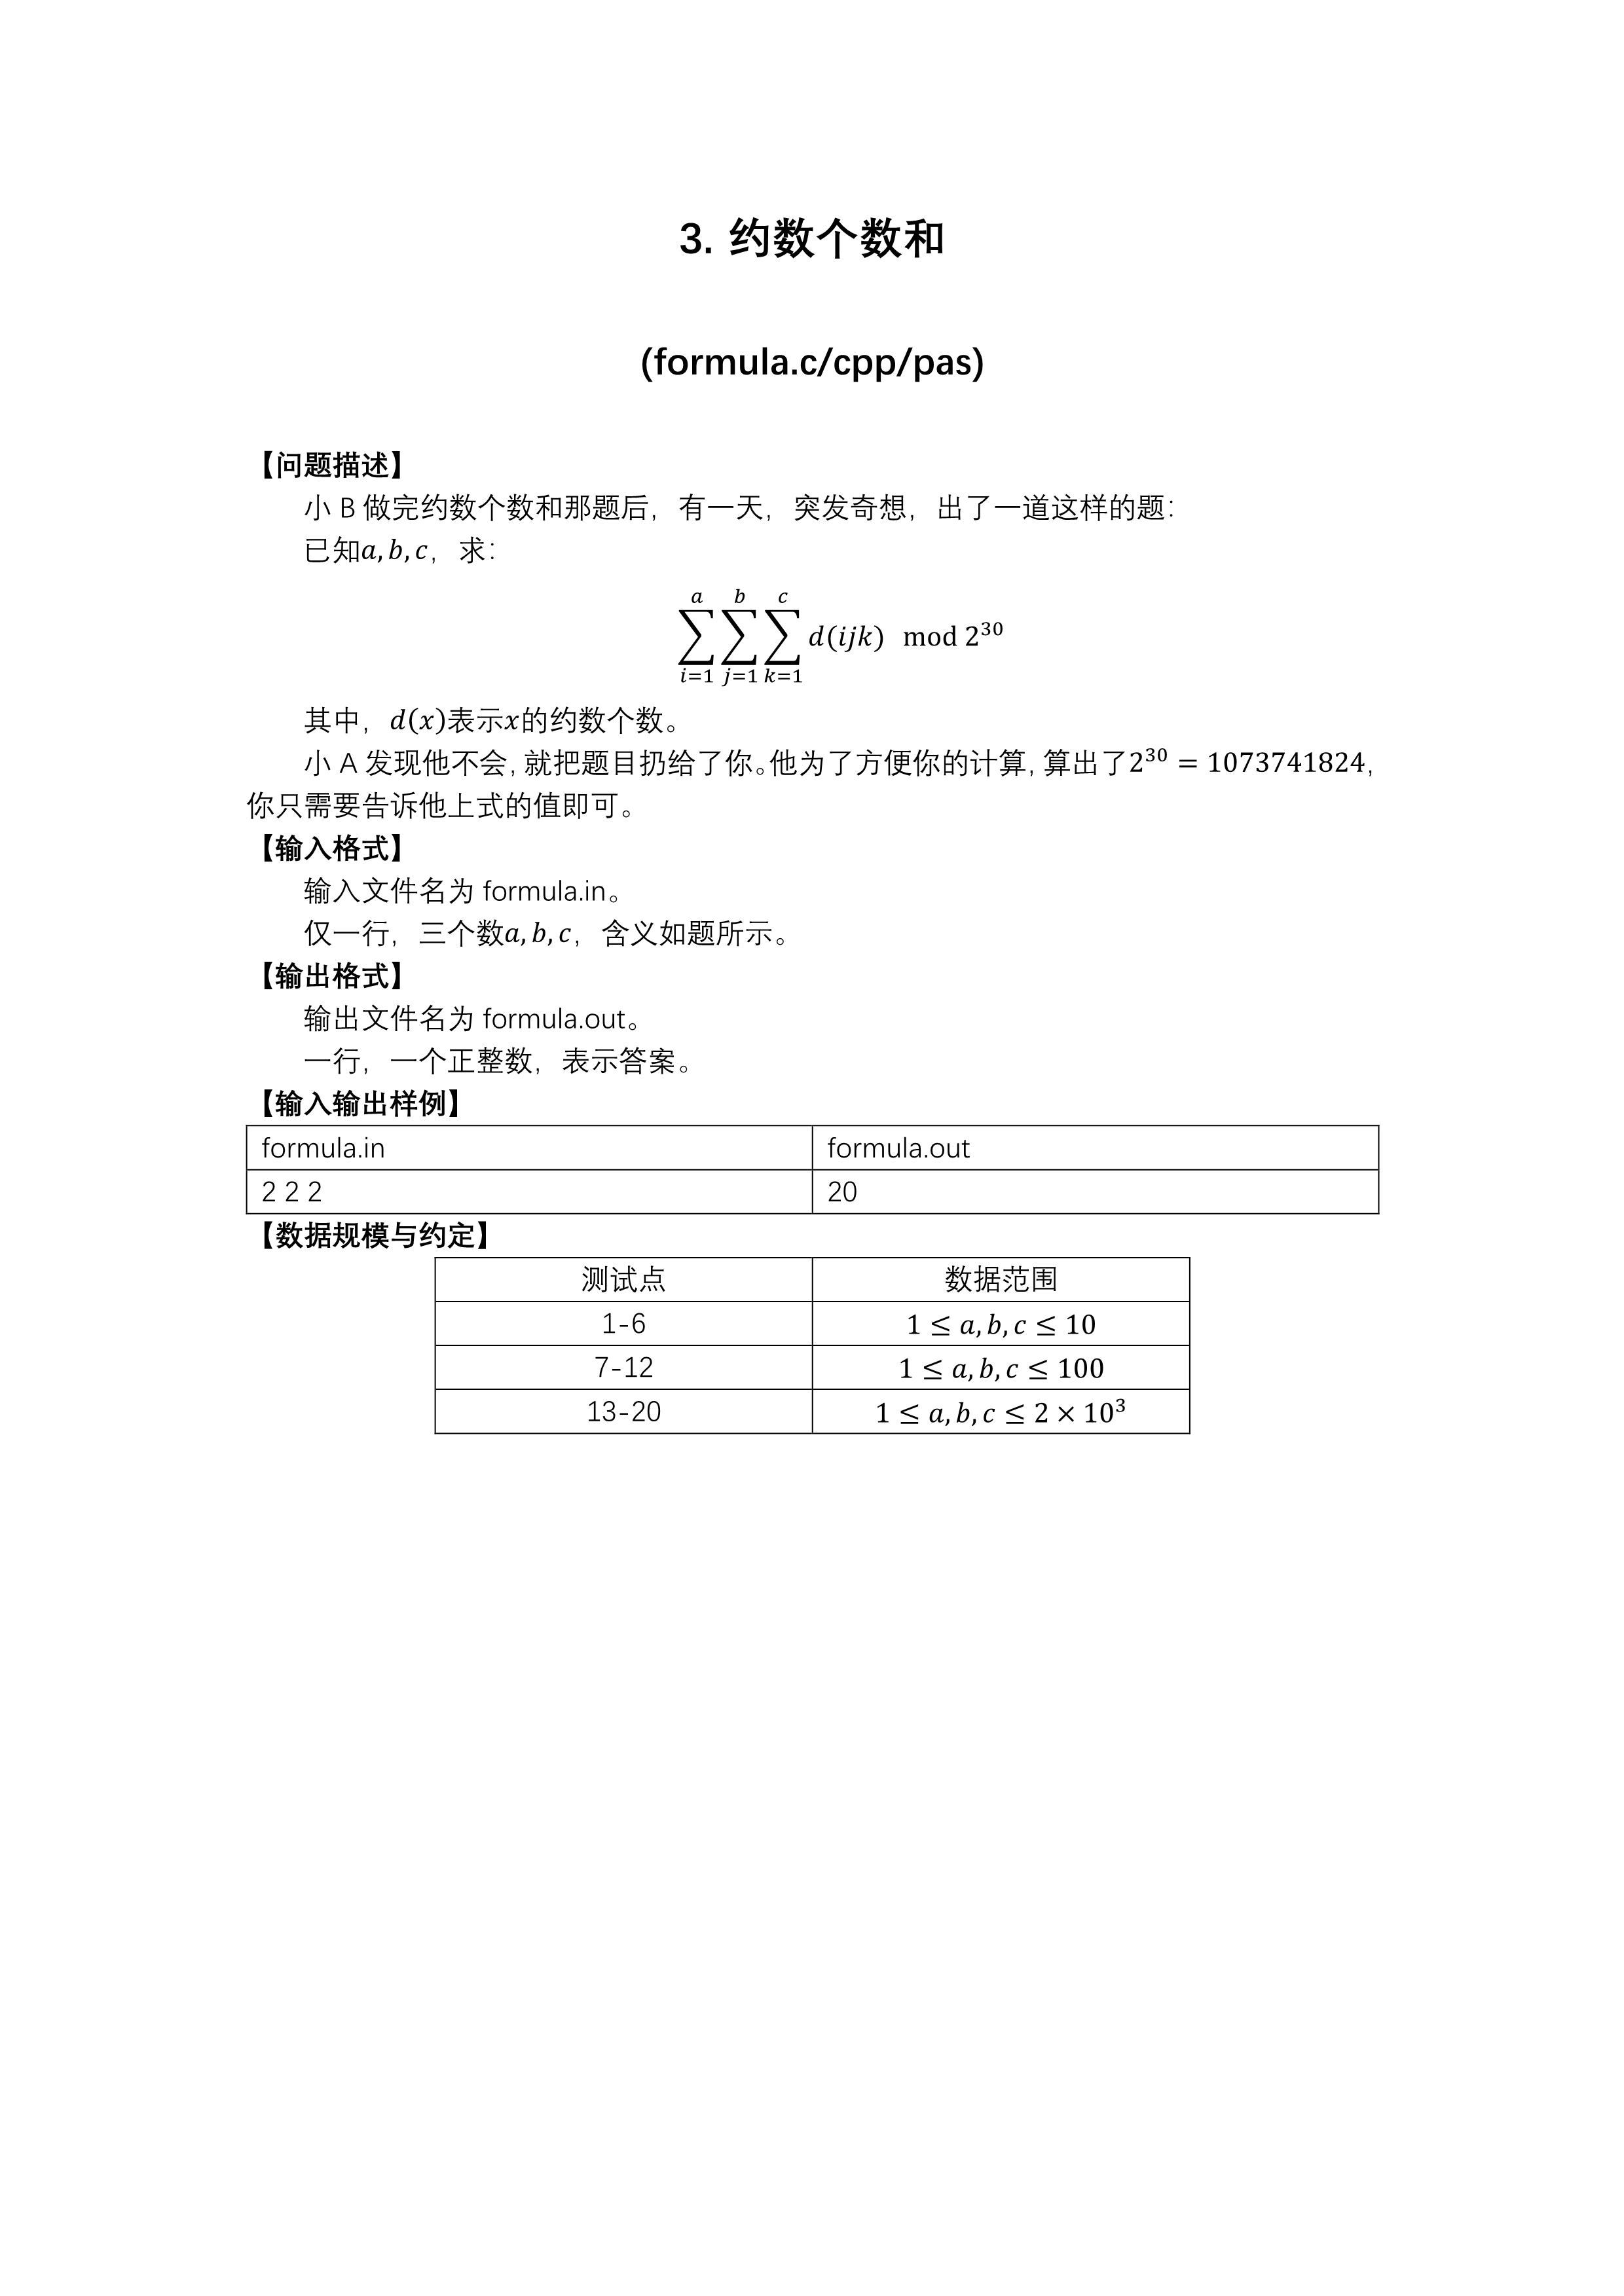 3. 约数个数和
(formula.c/cpp/pas)
【问题描述】
小 B 做完约数个数和那题后，有一天，突发奇想，出了一道这样的题：
已知a, b, c，求：
$$\sum_{i=1}^{a}\sum_{j=1}^{b}\sum_{k=1}^{c} d(ijk) \mod 2^{30}$$
其中，d(x)表示x的约数个数。
小 A 发现他不会，就把题目扔给了你。他为了方便你的计算，算出了2^{30} = 1073741824，
你只需要告诉他上式的值即可。
【输入格式】
输入文件名为 formula.in。
仅一行，三个数a, b, c，含义如题所示。
【输出格式】
输出文件名为 formula.out。
一行，一个正整数，表示答案。
【输入输出样例】
formula.in formula.out
2 2 2 20
【数据规模与约定】
测试点 数据范围
1-6 1 ≤ a, b, c ≤ 10
7-12 1 ≤ a, b, c ≤ 100
13-20 1 ≤ a, b, c ≤ 2 × 10^3